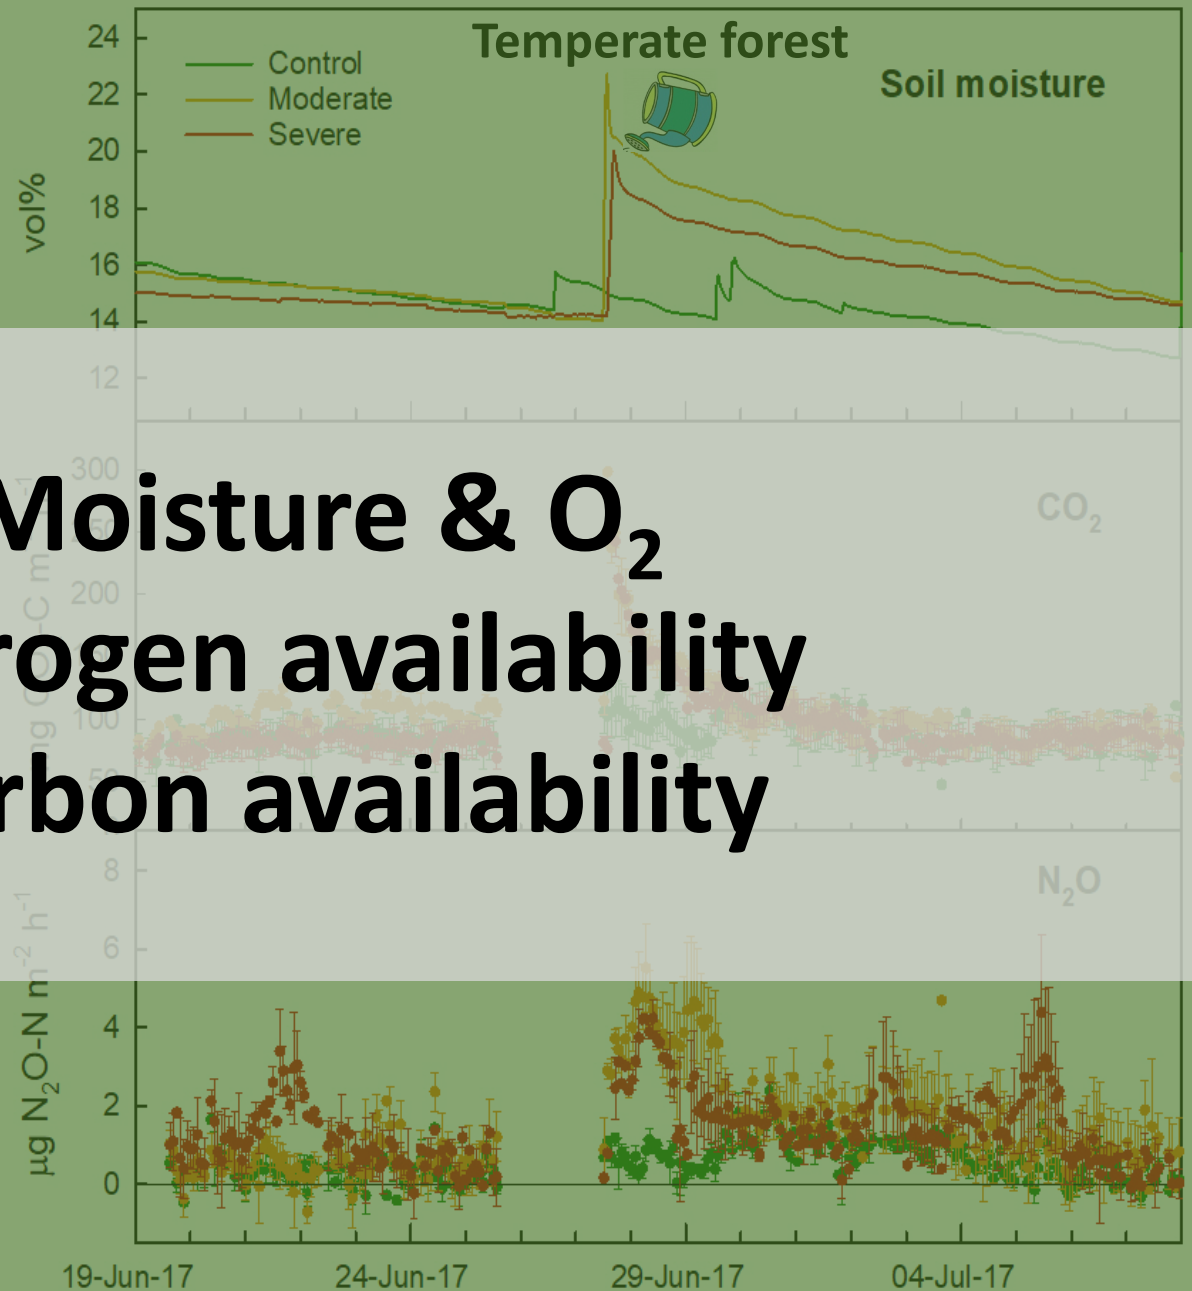 Temperate forest
Soil moisture
Control
Moderate
Severe
24
22
20
18
16
14
12
vol%
300
200
100
CO2
Moisture & O2
rogen availability
rbon availability
N2O
8
6
4
2
0
µg N2O-N m-2 h-1
19-Jun-17
24-Jun-17
29-Jun-17
04-Jul-17